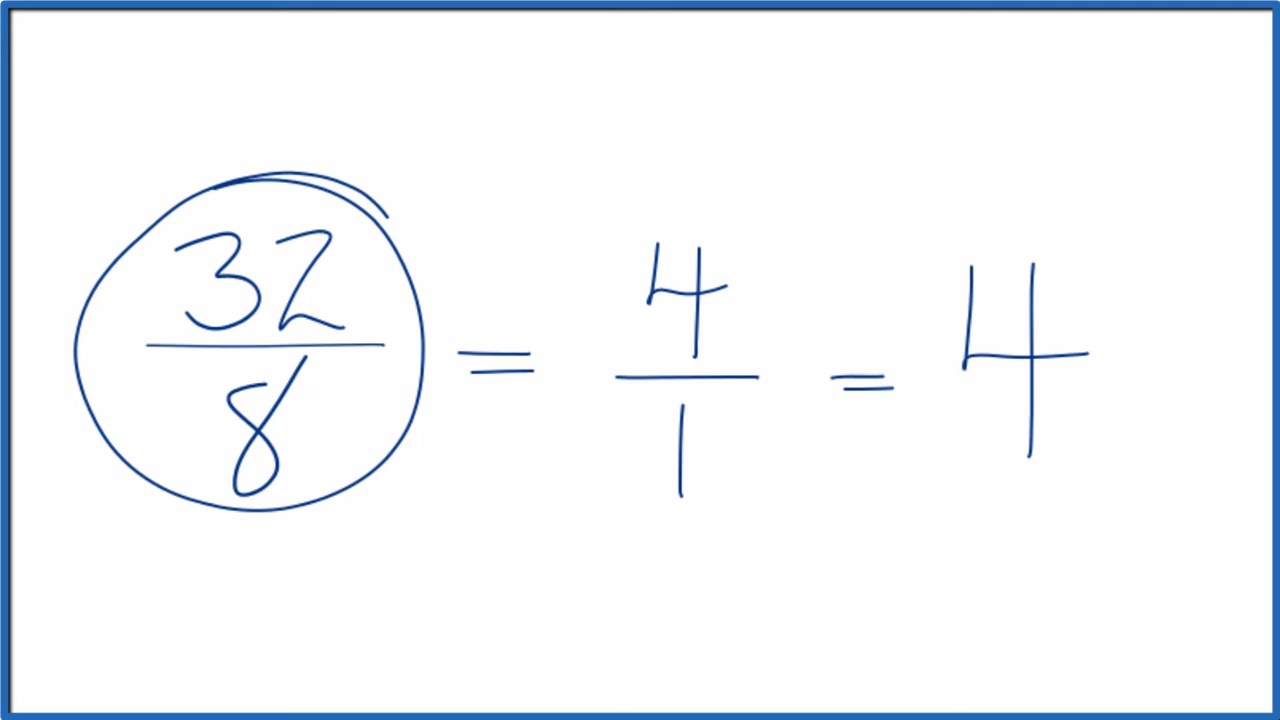 32/8 = 4/1 = 4